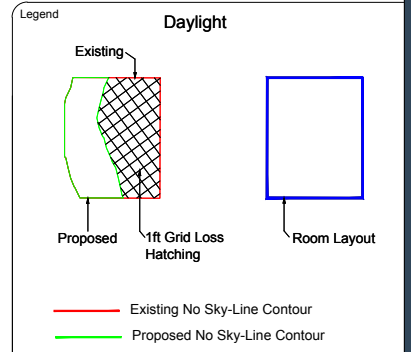 Legend
Daylight
Existing
Proposed
1ft Grid Loss
Hatching
Room Layout
Existing No Sky-Line Contour
Proposed No Sky-Line Contour